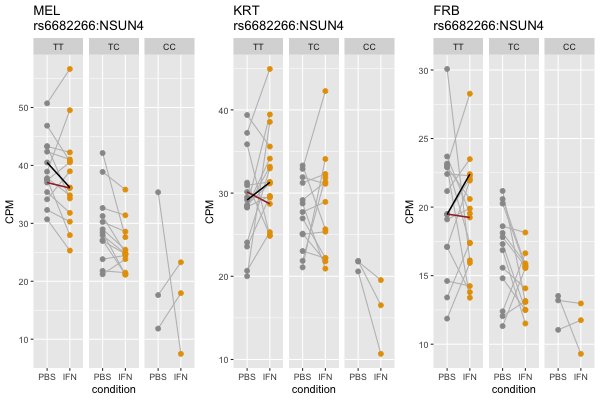 MEL
rs6682266:NSUN4
TT TC CC
CPM
50
40
30
20
10
PBS IFN PBS IFN PBS IFN
condition
KRT
rs6682266:NSUN4
TT TC CC
CPM
40
30
20
10
PBS IFN PBS IFN PBS IFN
condition
FRB
rs6682266:NSUN4
TT TC CC
CPM
30
25
20
15
10
PBS IFN PBS IFN PBS IFN
condition